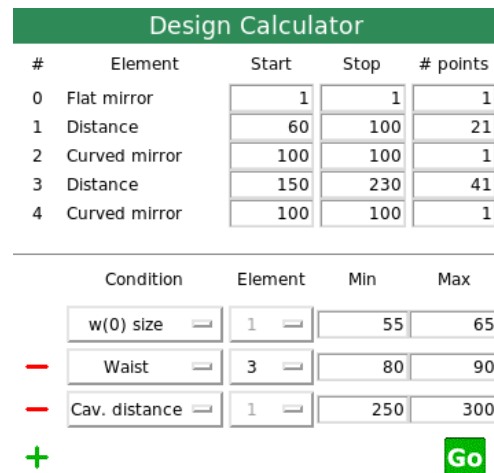 Design Calculator
# Element Start Stop # points
0 Flat mirror 1 1 1
1 Distance 60 100 21
2 Curved mirror 100 100 1
3 Distance 150 230 41
4 Curved mirror 100 100 1
Condition Element Min Max
w(0) size 1 55 65
Waist 3 80 90
Cav. distance 1 250 300
Go